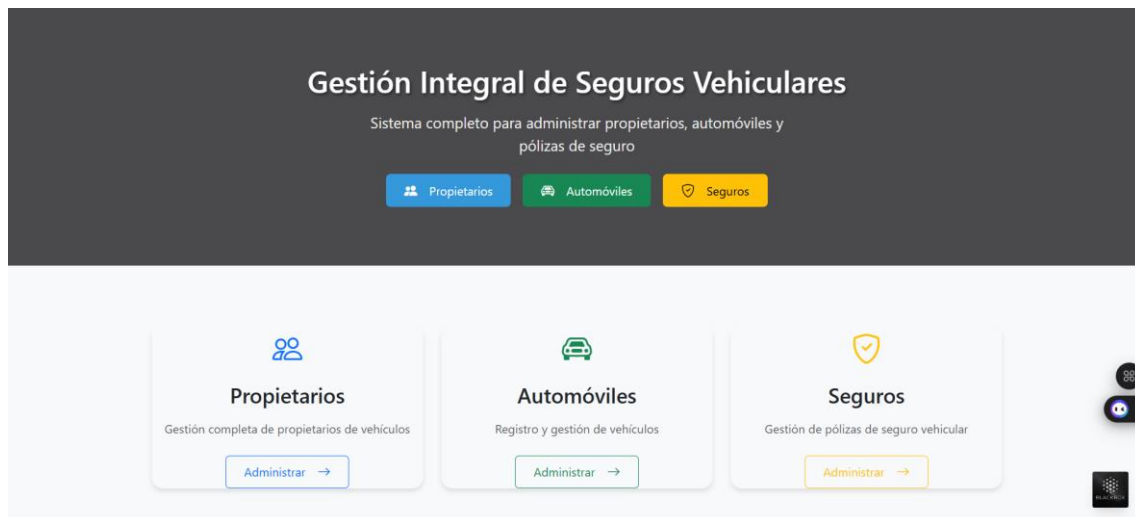 Gestión Integral de Seguros Vehiculares
Sistema completo para administrar propietarios, automóviles y
pólizas de seguro
Propietarios
Automóviles
Seguros
Propietarios
Automóviles
Seguros
Gestión completa de propietarios de vehículos
Registro y gestión de vehículos
Gestión de pólizas de seguro vehicular
Administrar →
Administrar →
Administrar →
BLACKBOX